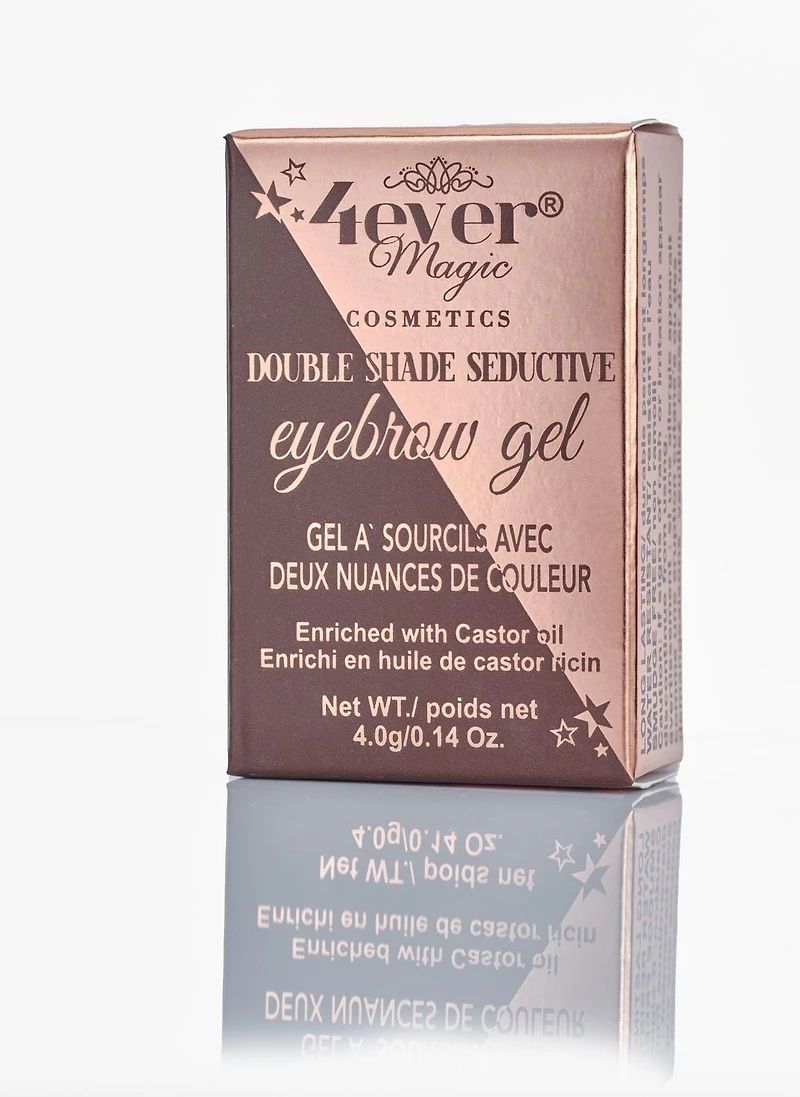 4ever®
Magic
COSMETICS
DOUBLE SHADE SEDUCTIVE
eyebrow gel
GEL A` SOURCILS AVEC
DEUX NUANCES DE COULEUR
Enriched with Castor oil
Enrichi en huile de castor ricin
Net WT./ poids net
4.0g/0.14 Oz.